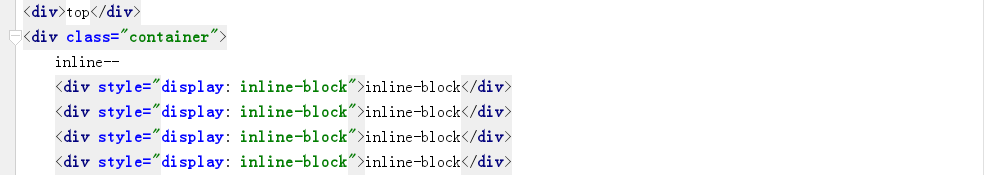 <div>top</div>
<div class="container">
inline--
<div style="display: inline-block">inline-block</div>
<div style="display: inline-block">inline-block</div>
<div style="display: inline-block">inline-block</div>
<div style="display: inline-block">inline-block</div>